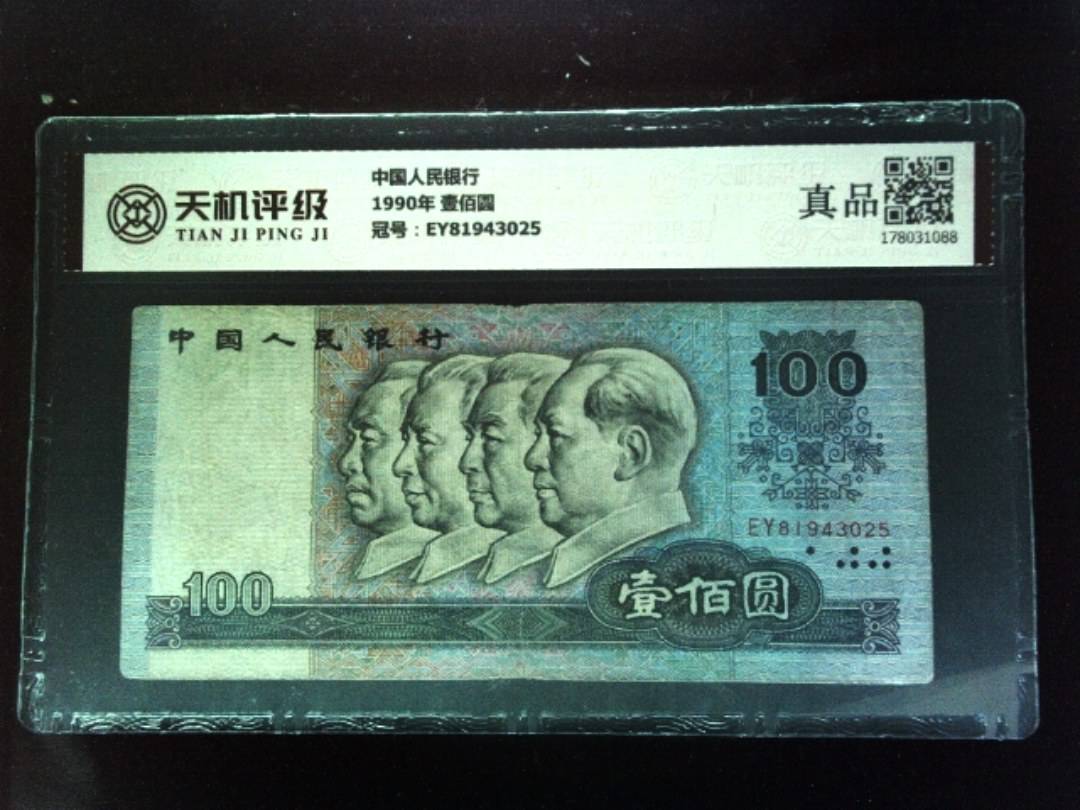 天机评级
TIAN JI PING JI
中国人民银行
1990年 壹佰圆
冠号：EY81943025
真品
178031088
中国人民银行
100
EY81943025
100
壹佰圆